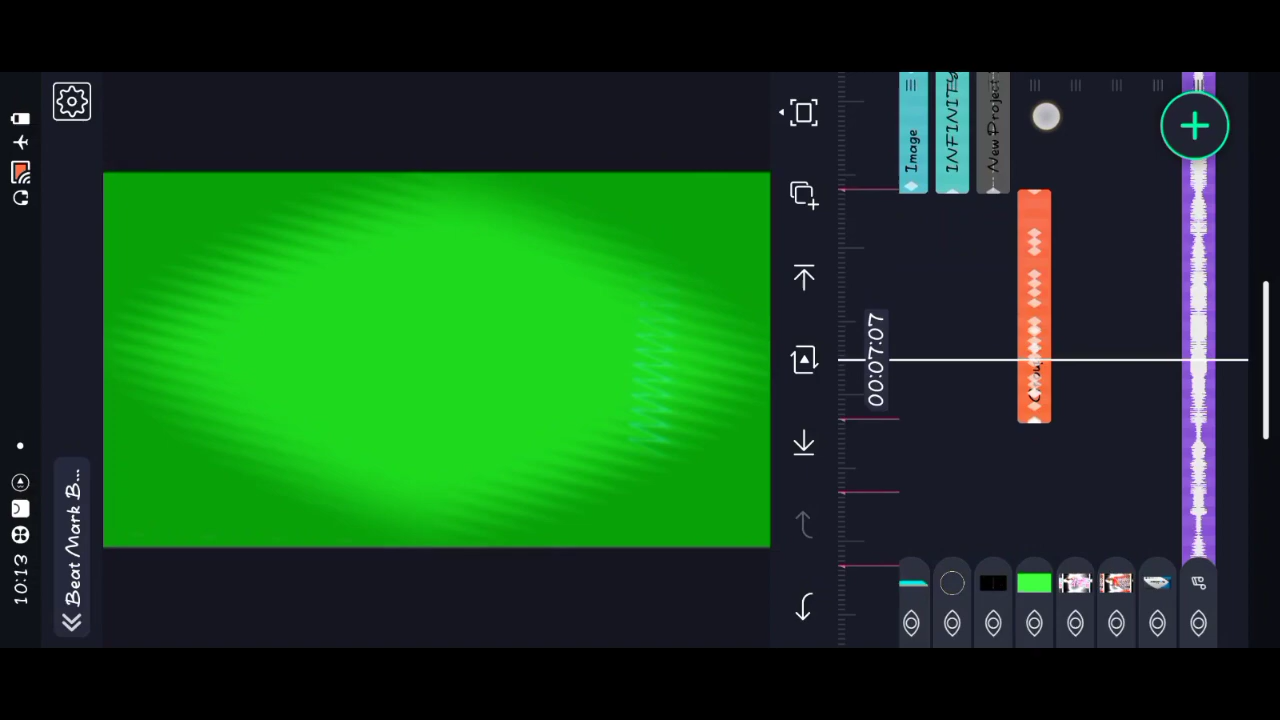 10:13
Beat Mark B...
00:07:07
Image
INFINITE
New Project